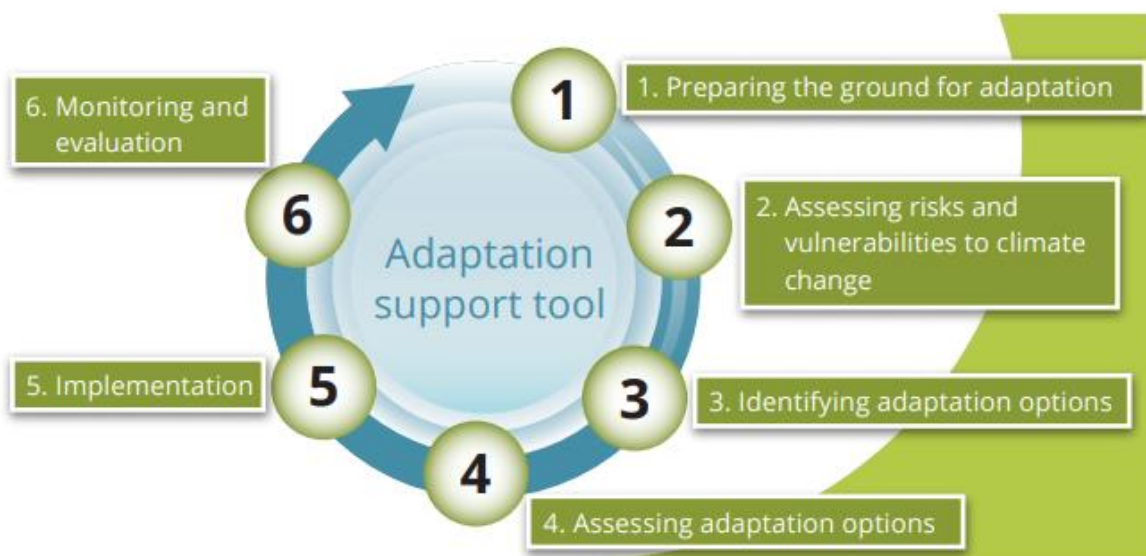 1
1. Preparing the ground for adaptation
2
2. Assessing risks and
vulnerabilities to climate
change
3
3. Identifying adaptation options
4
4. Assessing adaptation options
5
5. Implementation
6
6. Monitoring and
evaluation
Adaptation
support tool